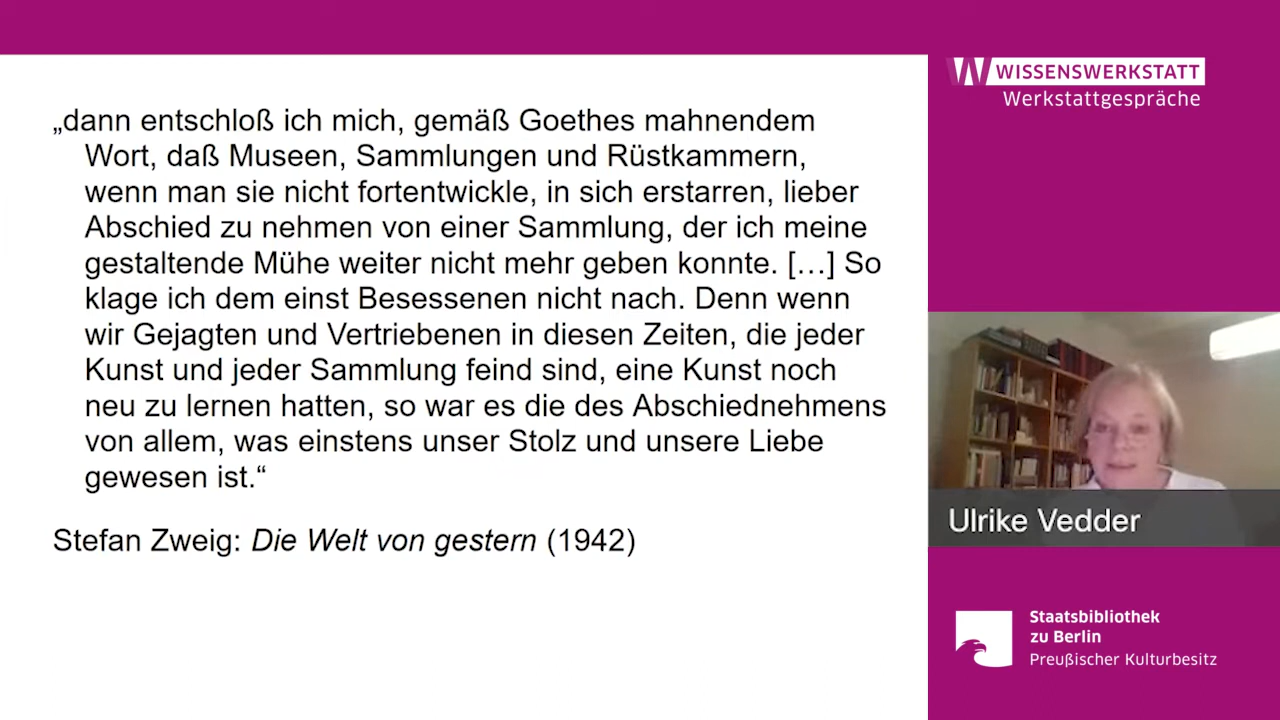 „dann entschloß ich mich, gemäß Goethes mahnendem
Wort, daß Museen, Sammlungen und Rüstkammern,
wenn man sie nicht fortentwickle, in sich erstarren, lieber
Abschied zu nehmen von einer Sammlung, der ich meine
gestaltende Mühe weiter nicht mehr geben konnte. […] So
klage ich dem einst Besessenen nicht nach. Denn wenn
wir Gejagten und Vertriebenen in diesen Zeiten, die jeder
Kunst und jeder Sammlung feind sind, eine Kunst noch
neu zu lernen hatten, so war es die des Abschiednehmens
von allem, was einstens unser Stolz und unsere Liebe
gewesen ist.“
Stefan Zweig: Die Welt von gestern (1942)
W WISSENSWERKSTATT
Werkstattgespräche
Ulrike Vedder
Staatsbibliothek
zu Berlin
Preußischer Kulturbesitz